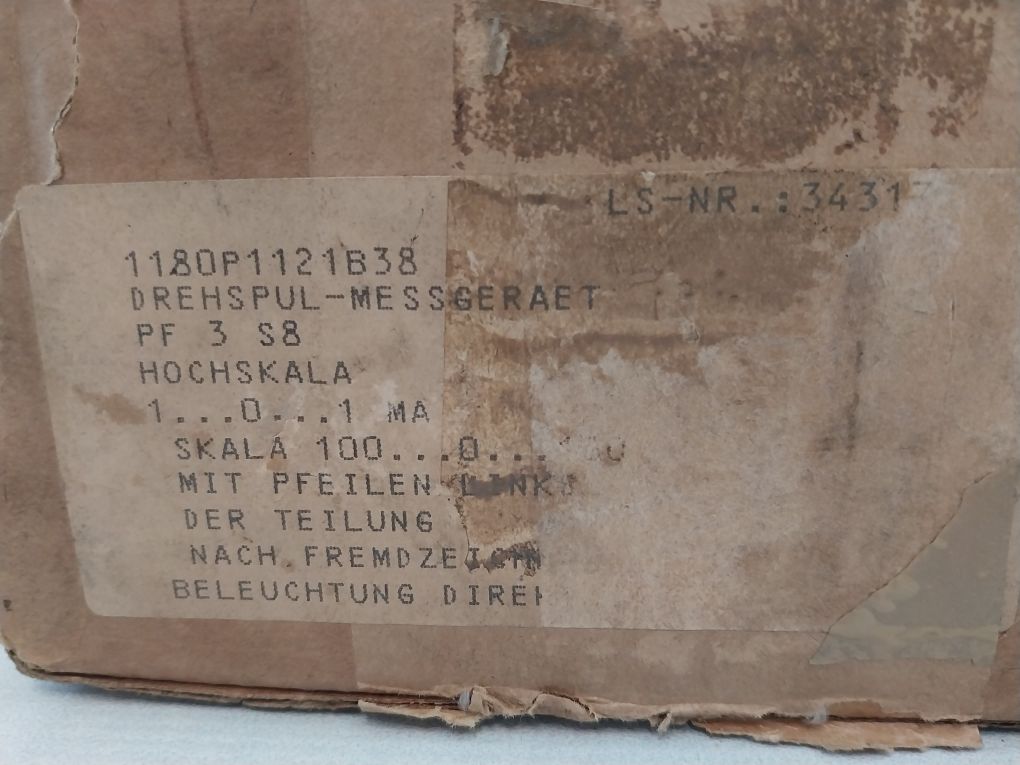 LS-NR.:3431
1180P1121B38
DREHSPUL-MESSGERAET
PF 3 S8
HOCHSKALA
1...0...1 MA
SKALA 100...0...
MIT PFEILEN LINKS
DER TEILUNG
NACH
BELEUCHTUNG